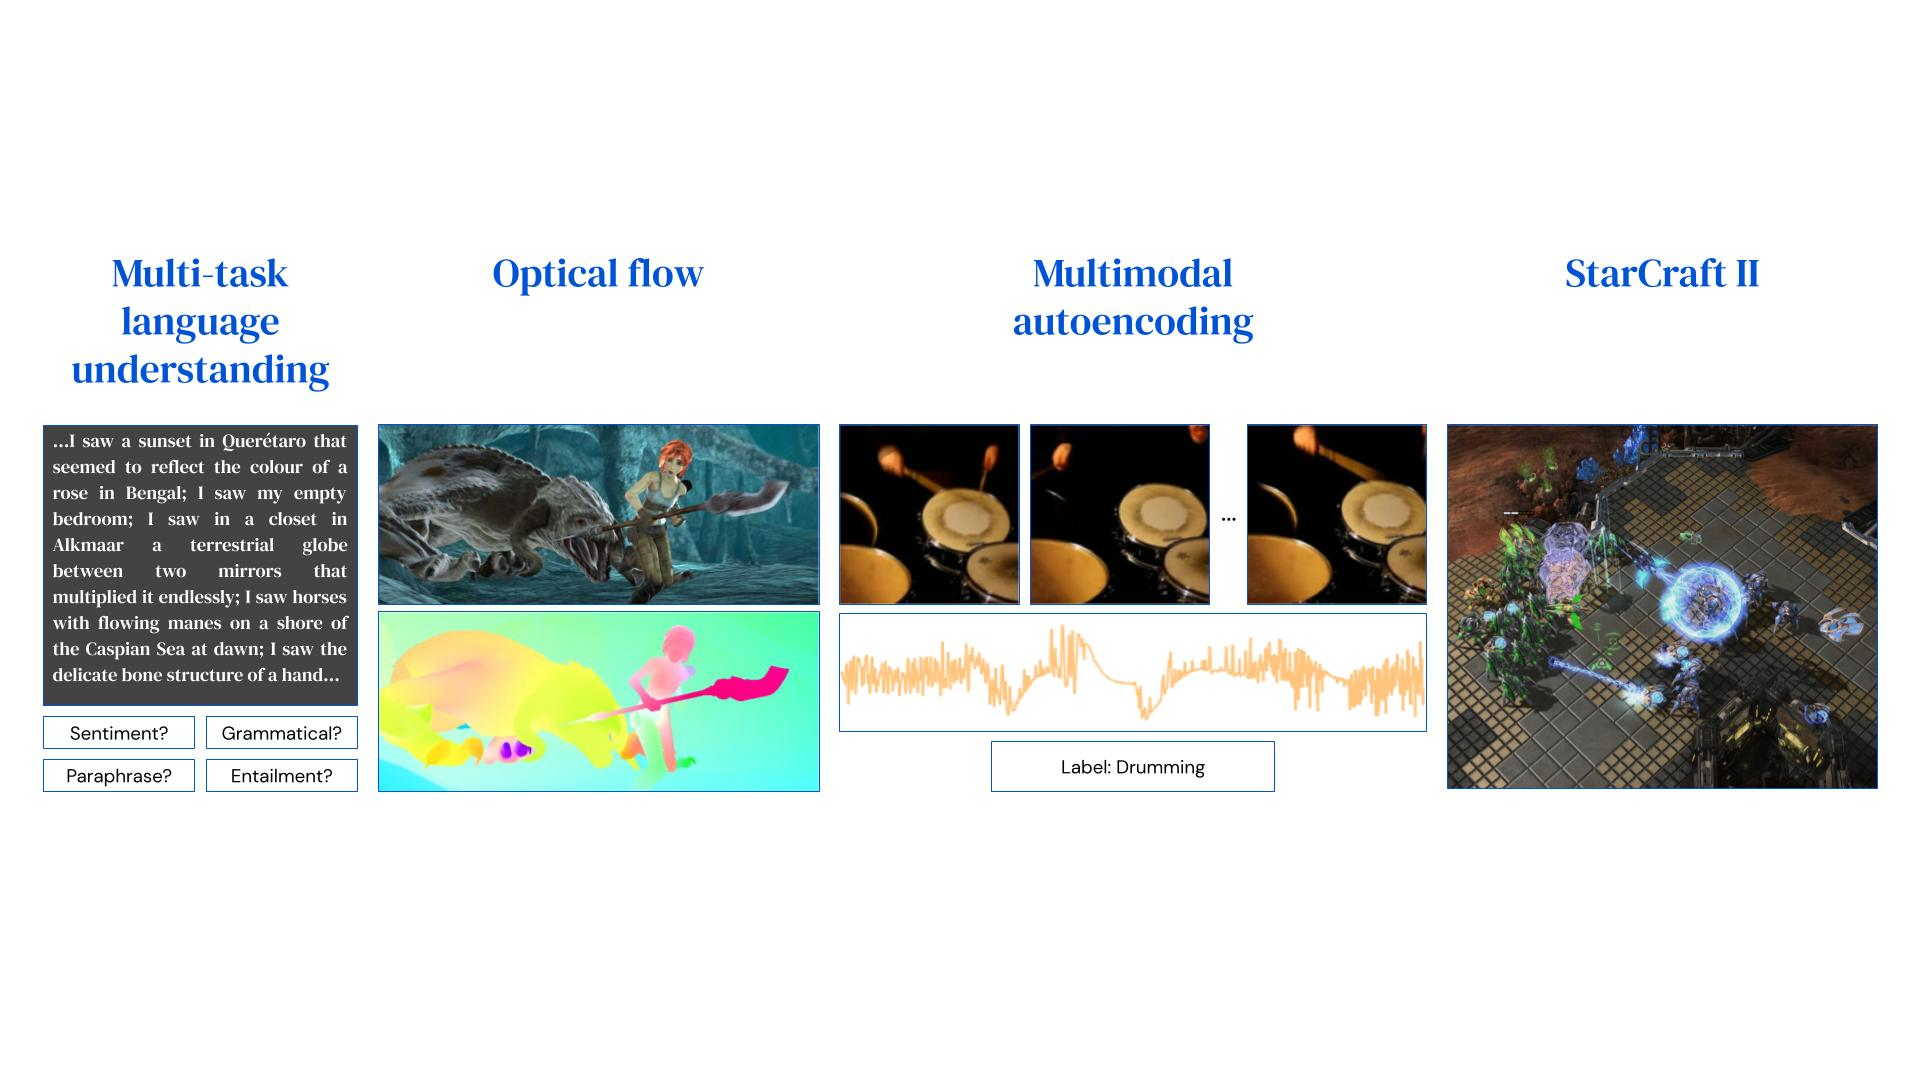 Multi-task
language
understanding
Optical flow
Multimodal
autoencoding
StarCraft II
...I saw a sunset in Querétaro that
seemed to reflect the colour of a
rose in Bengal; I saw my empty
bedroom; I saw in a closet in
Alkmaar a terrestrial globe
between two mirrors that
multiplied it endlessly; I saw horses
with flowing manes on a shore of
the Caspian Sea at dawn; I saw the
delicate bone structure of a hand...
Sentiment?
Grammatical?
Paraphrase?
Entailment?
...
Label: Drumming